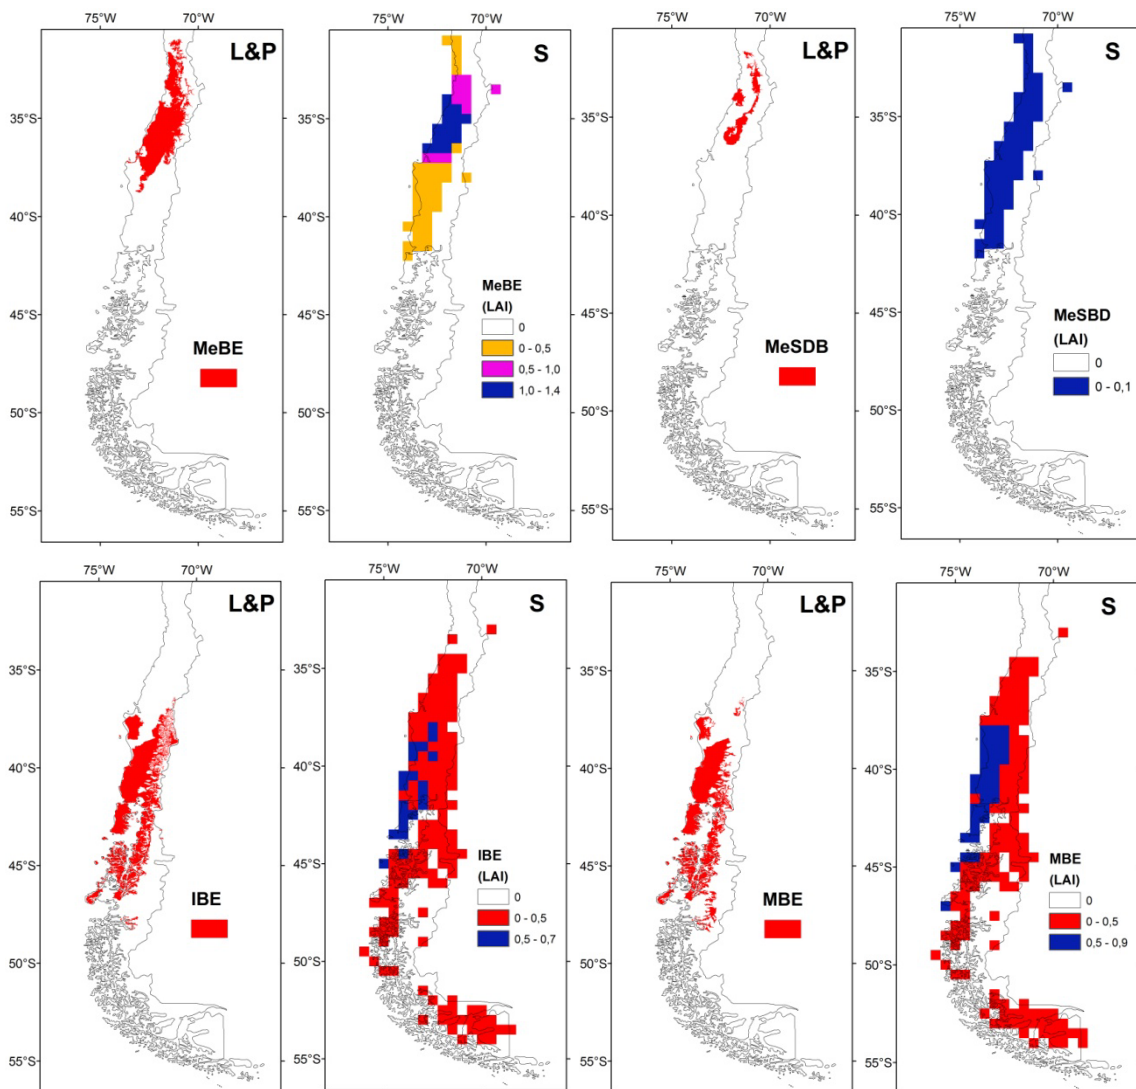 75°W 70°W
L&P
35°S
40°S
45°S
50°S
55°S
MeBE
75°W 70°W
S
35°S
40°S
45°S
50°S
55°S
MeBE
(LAI)
0
0 - 0,5
0,5 - 1,0
1,0 - 1,4
75°W 70°W
L&P
35°S
40°S
45°S
50°S
55°S
MeSDB
75°W 70°W
S
35°S
40°S
45°S
50°S
55°S
MeSBD
(LAI)
0
0 - 0,1
75°W 70°W
L&P
35°S
40°S
45°S
50°S
55°S
IBE
75°W 70°W
S
35°S
40°S
45°S
50°S
55°S
IBE
(LAI)
0
0 - 0,5
0,5 - 0,7
75°W 70°W
L&P
35°S
40°S
45°S
50°S
55°S
MBE
75°W 70°W
S
35°S
40°S
45°S
50°S
55°S
MBE
(LAI)
0
0 - 0,5
0,5 - 0,9